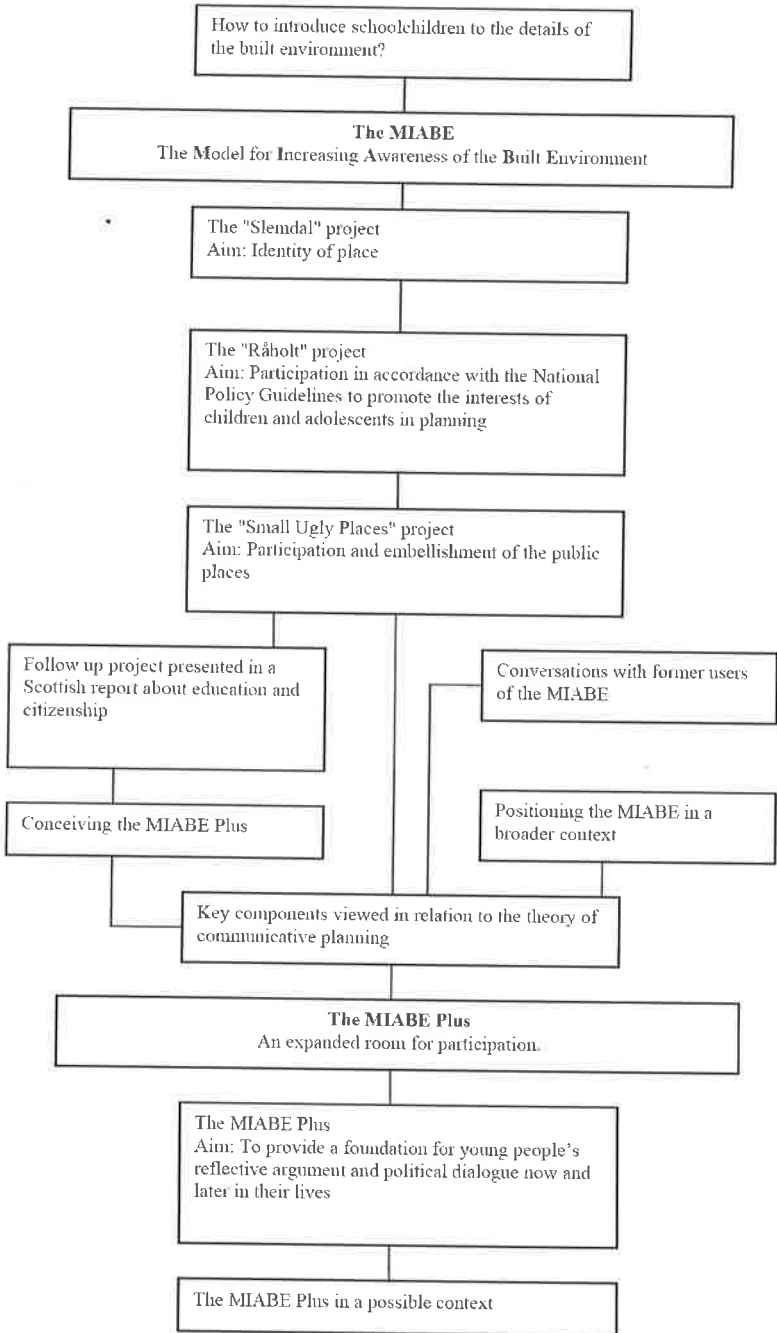 How to introduce schoolchildren to the details of
the built environment?
The MIABE
The Model for Increasing Awareness of the Built Environment
The "Slemdal" project
Aim: Identity of place
The "Råholt" project
Aim: Participation in accordance with the National
Policy Guidelines to promote the interests of
children and adolescents in planning
The "Small Ugly Places" project
Aim: Participation and embellishment of the public
places
Follow up project presented in a
Scottish report about education and
citizenship
Conversations with former users
of the MIABE
Conceiving the MIABE Plus
Positioning the MIABE in a
broader context
Key components viewed in relation to the theory of
communicative planning
The MIABE Plus
An expanded room for participation.
The MIABE Plus
Aim: To provide a foundation for young people's
reflective argument and political dialogue now and
later in their lives
The MIABE Plus in a possible context